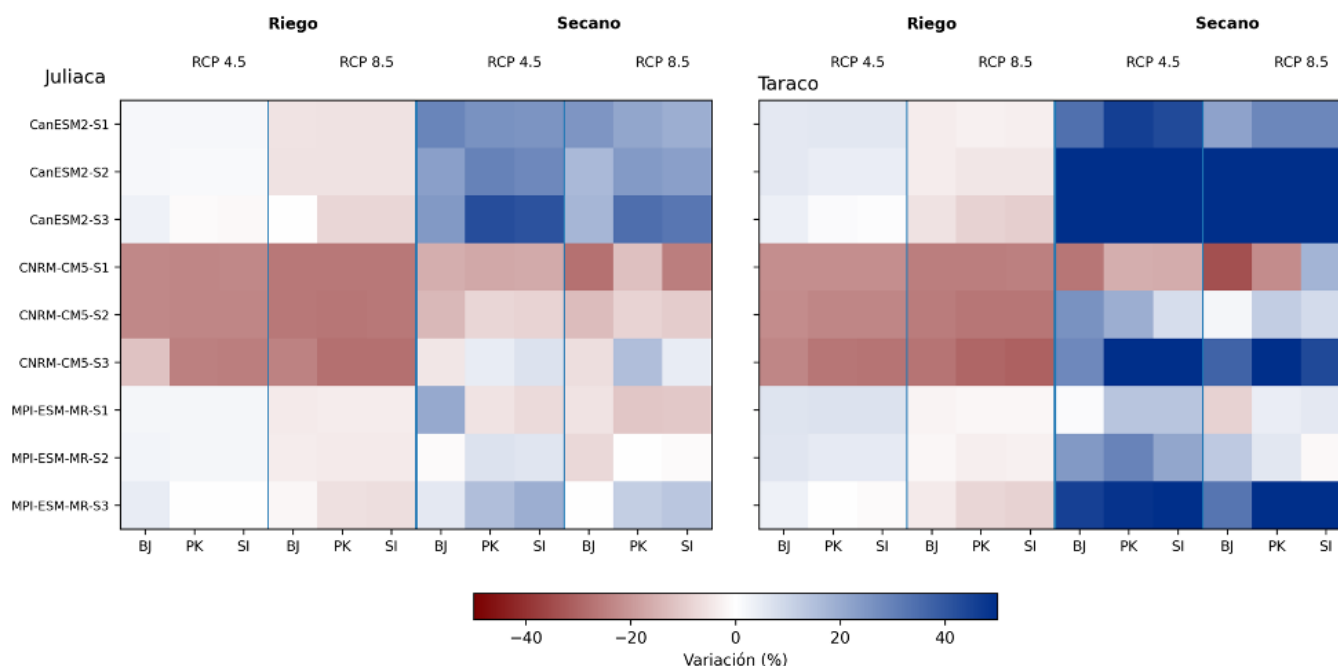 Riego Secano Riego Secano
RCP 4.5 RCP 8.5 RCP 4.5 RCP 8.5 RCP 4.5 RCP 8.5 RCP 4.5 RCP 8.5
Juliaca Taraco
CanESM2-S1
CanESM2-S2
CanESM2-S3
CNRM-CM5-S1
CNRM-CM5-S2
CNRM-CM5-S3
MPI-ESM-MR-S1
MPI-ESM-MR-S2
MPI-ESM-MR-S3
BJ PK SI BJ PK SI BJ PK SI BJ PK SI BJ PK SI BJ PK SI BJ PK SI BJ PK SI
−40 −20 0 20 40
Variación (%)